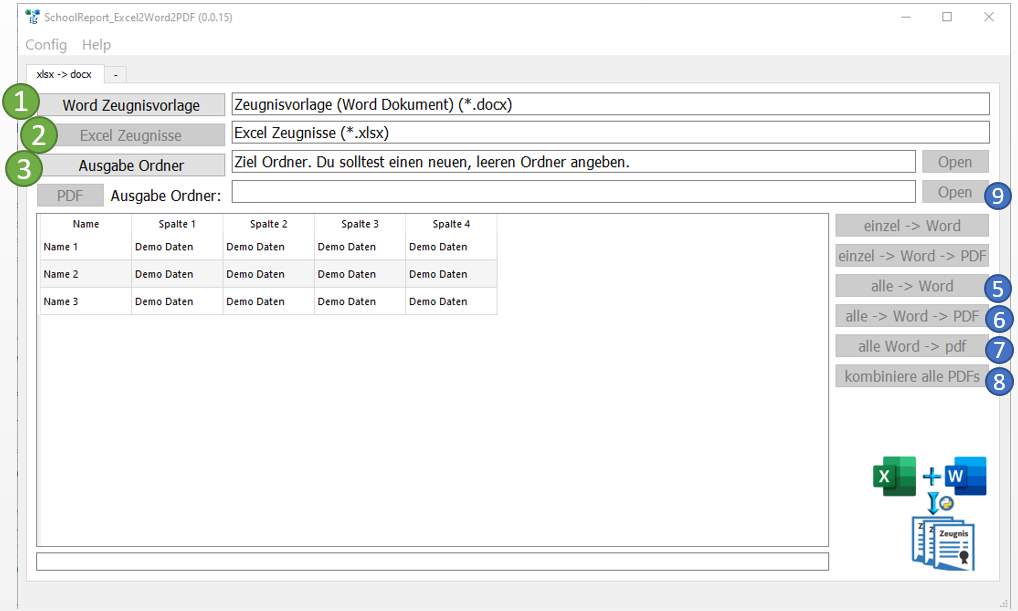 SchoolReport_Excel2Word2PDF (0.0.15)
Config Help
xlsx -> docx -
1 Word Zeugnisvorlage Zeugnisvorlage (Word Dokument) (*.docx)
2 Excel Zeugnisse Excel Zeugnisse (*.xlsx)
3 Ausgabe Ordner Ziel Ordner. Du solltest einen neuen, leeren Ordner angeben. Open
PDF Ausgabe Ordner: Open 9
Name Spalte 1 Spalte 2 Spalte 3 Spalte 4
Name 1 Demo Daten Demo Daten Demo Daten Demo Daten
Name 2 Demo Daten Demo Daten Demo Daten Demo Daten
Name 3 Demo Daten Demo Daten Demo Daten Demo Daten
einzel -> Word
einzel -> Word -> PDF
alle -> Word 5
alle -> Word -> PDF 6
alle Word -> pdf 7
kombiniere alle PDFs 8
X + W
Z
Z
Zeugnis